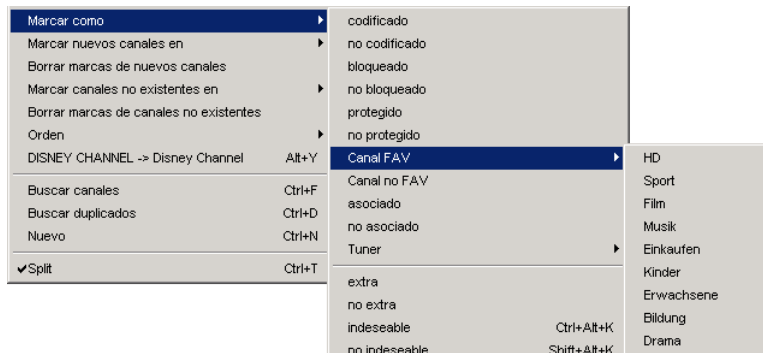 Marcar como
Marcar nuevos canales en
Borrar marcas de nuevos canales
Marcar canales no existentes en
Borrar marcas de canales no existentes
Orden
DISNEY CHANNEL -> Disney Channel Alt+Y
Buscar canales Ctrl+F
Buscar duplicados Ctrl+D
Nuevo Ctrl+N
Split Ctrl+T
codificado
no codificado
bloqueado
no bloqueado
protegido
no protegido
Canal FAV
Canal no FAV
asociado
no asociado
Tuner
extra
no extra
indeseable Ctrl+Alt+K
no indeseable Shift+Alt+K
HD
Sport
Film
Musik
Einkaufen
Kinder
Erwachsene
Bildung
Drama